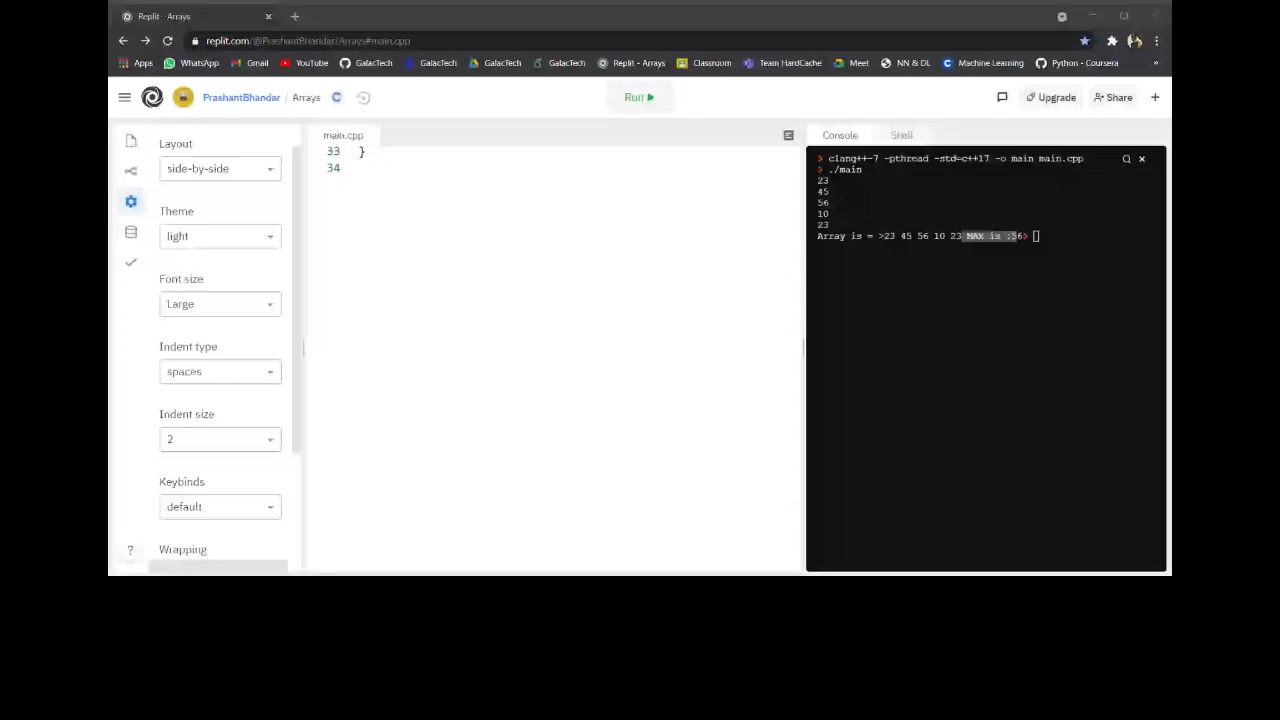 Replit - Arrays
replit.com/@PrashantBhandar/Arrays#main.cpp
Apps WhatsApp Gmail YouTube GalacTech GalacTech GalacTech GalacTech Replit - Arrays Classroom Team HardCache Meet NN & DL Machine Learning Python - Coursera »
PrashantBhandar / Arrays
Run
Upgrade
Share
Layout
side-by-side
Theme
light
Font size
Large
Indent type
spaces
Indent size
2
Keybinds
default
Wrapping
?
main.cpp
33 }
34
Console Shell
> clang++-7 -pthread -std=c++17 -o main main.cpp
> ./main
23
45
56
10
23
Array is = >23 45 56 10 23 MAX is :56>